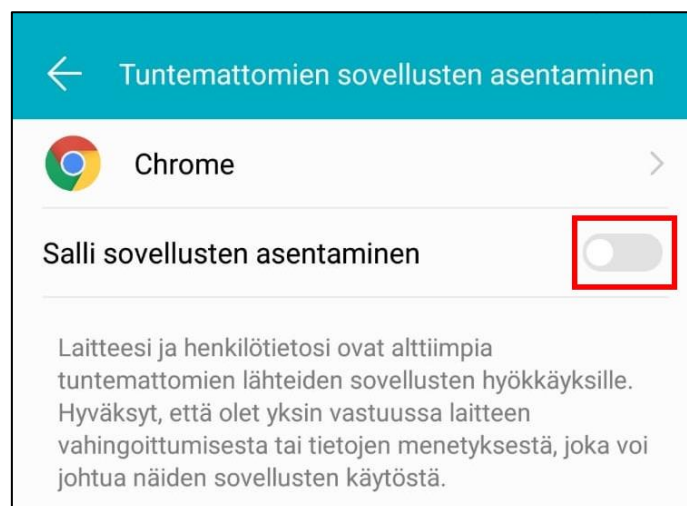 Tuntemattomien sovellusten asentaminen
Chrome
Salli sovellusten asentaminen
Laitteesi ja henkilötietosi ovat alttiimpia
tuntemattomien lähteiden sovellusten hyökkäyksille.
Hyväksyt, että olet yksin vastuussa laitteen
vahingoittumisesta tai tietojen menetyksestä, joka voi
johtua näiden sovellusten käytöstä.